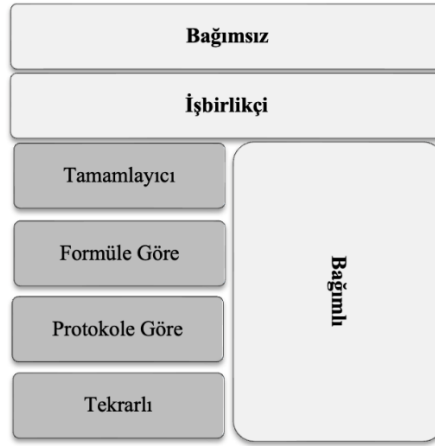 Bağımsız
İşbirlikçi
Tamamlayıcı
Formüle Göre
Protokole Göre
Tekrarlı
Bağımlı